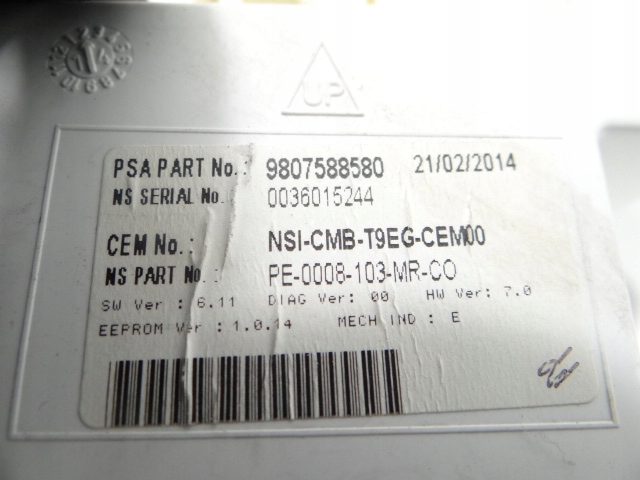 UP
PSA PART No.: 9807588580 21/02/2014
NS SERIAL No.: 0036015244
CEM No.: NSI-CMB-T9EG-CEM00
NS PART No.: PE-0008-103-MR-CO
SW Ver : 6.11 DIAG Ver: 00 HW Ver: 7.0
EEPROM Ver : 1.0.14 MECH IND : E